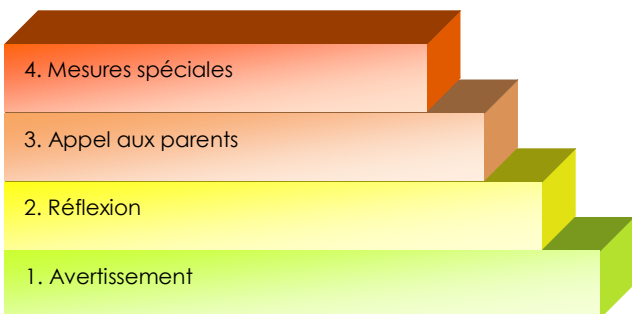 4. Mesures spéciales
3. Appel aux parents
2. Réflexion
1. Avertissement